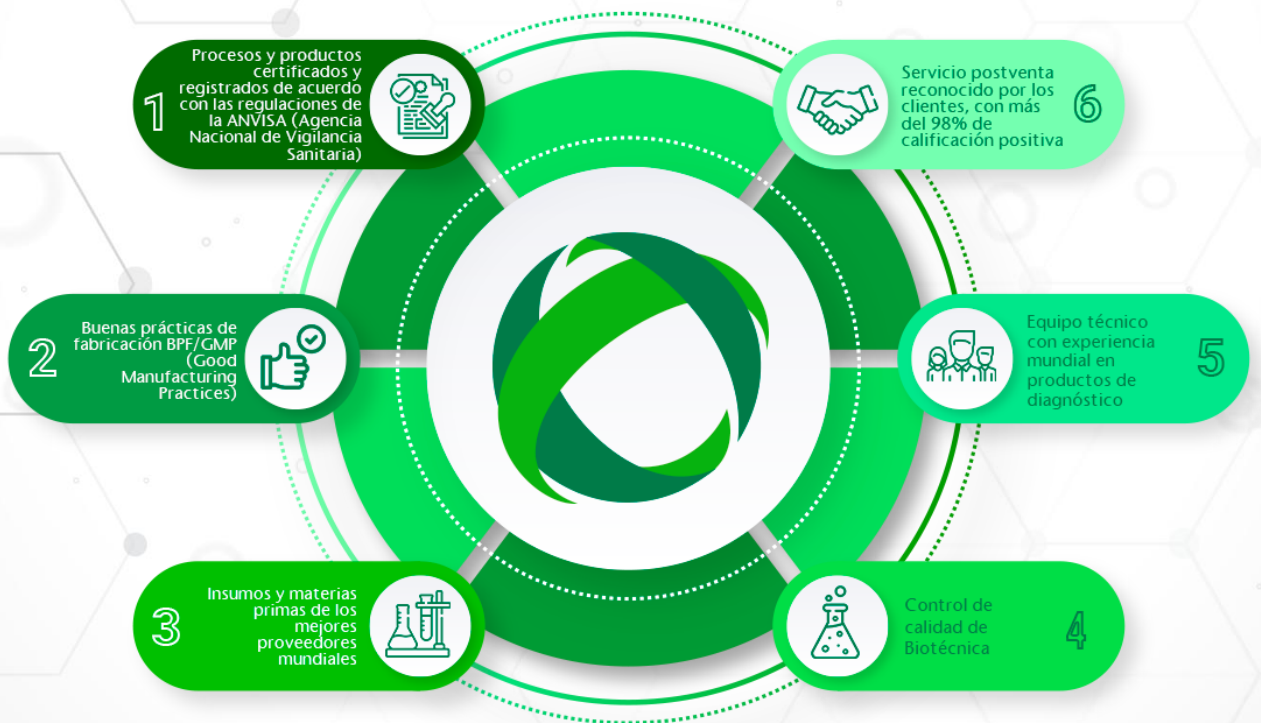 1
Procesos y productos
certificados y
registrados de acuerdo
con las regulaciones de
la ANVISA (Agencia
Nacional de Vigilancia
Sanitaria)
2
Buenas prácticas de
fabricación BPF/GMP
(Good
Manufacturing
Practices)
3
Insumos y materias
primas de los
mejores
proveedores
mundiales
4
Control de
calidad de
Biotécnica
5
Equipo técnico
con experiencia
mundial en
productos de
diagnóstico
6
Servicio postventa
reconocido por los
clientes, con más
del 98% de
calificación positiva